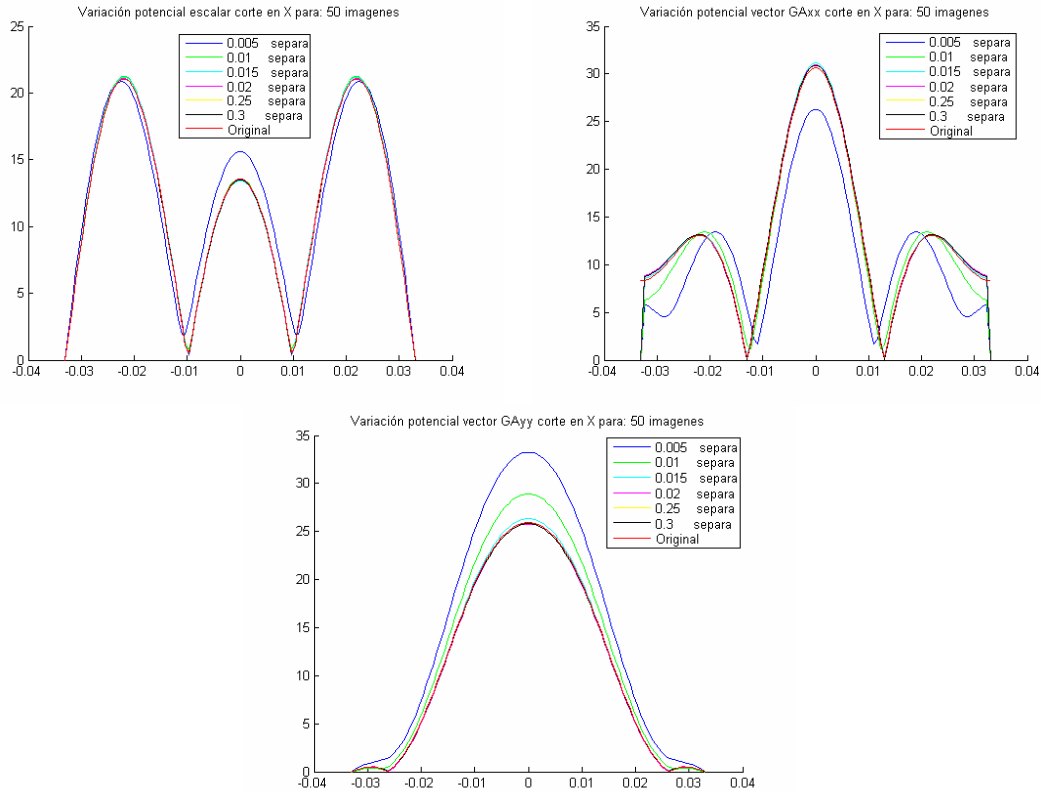 Variación potencial escalar corte en X para: 50 imagenes
25
20
15
10
5
0
-0.04
-0.03
-0.02
-0.01
0
0.01
0.02
0.03
0.04
0.005 separa
0.01 separa
0.015 separa
0.02 separa
0.25 separa
0.3 separa
Original
Variación potencial vector GAxx corte en X para: 50 imagenes
35
30
25
20
15
10
5
0
-0.04
-0.03
-0.02
-0.01
0
0.01
0.02
0.03
0.04
0.005 separa
0.01 separa
0.015 separa
0.02 separa
0.25 separa
0.3 separa
Original
Variación potencial vector GAyy corte en X para: 50 imagenes
35
30
25
20
15
10
5
0
-0.04
-0.03
-0.02
-0.01
0
0.01
0.02
0.03
0.04
0.005 separa
0.01 separa
0.015 separa
0.02 separa
0.25 separa
0.3 separa
Original